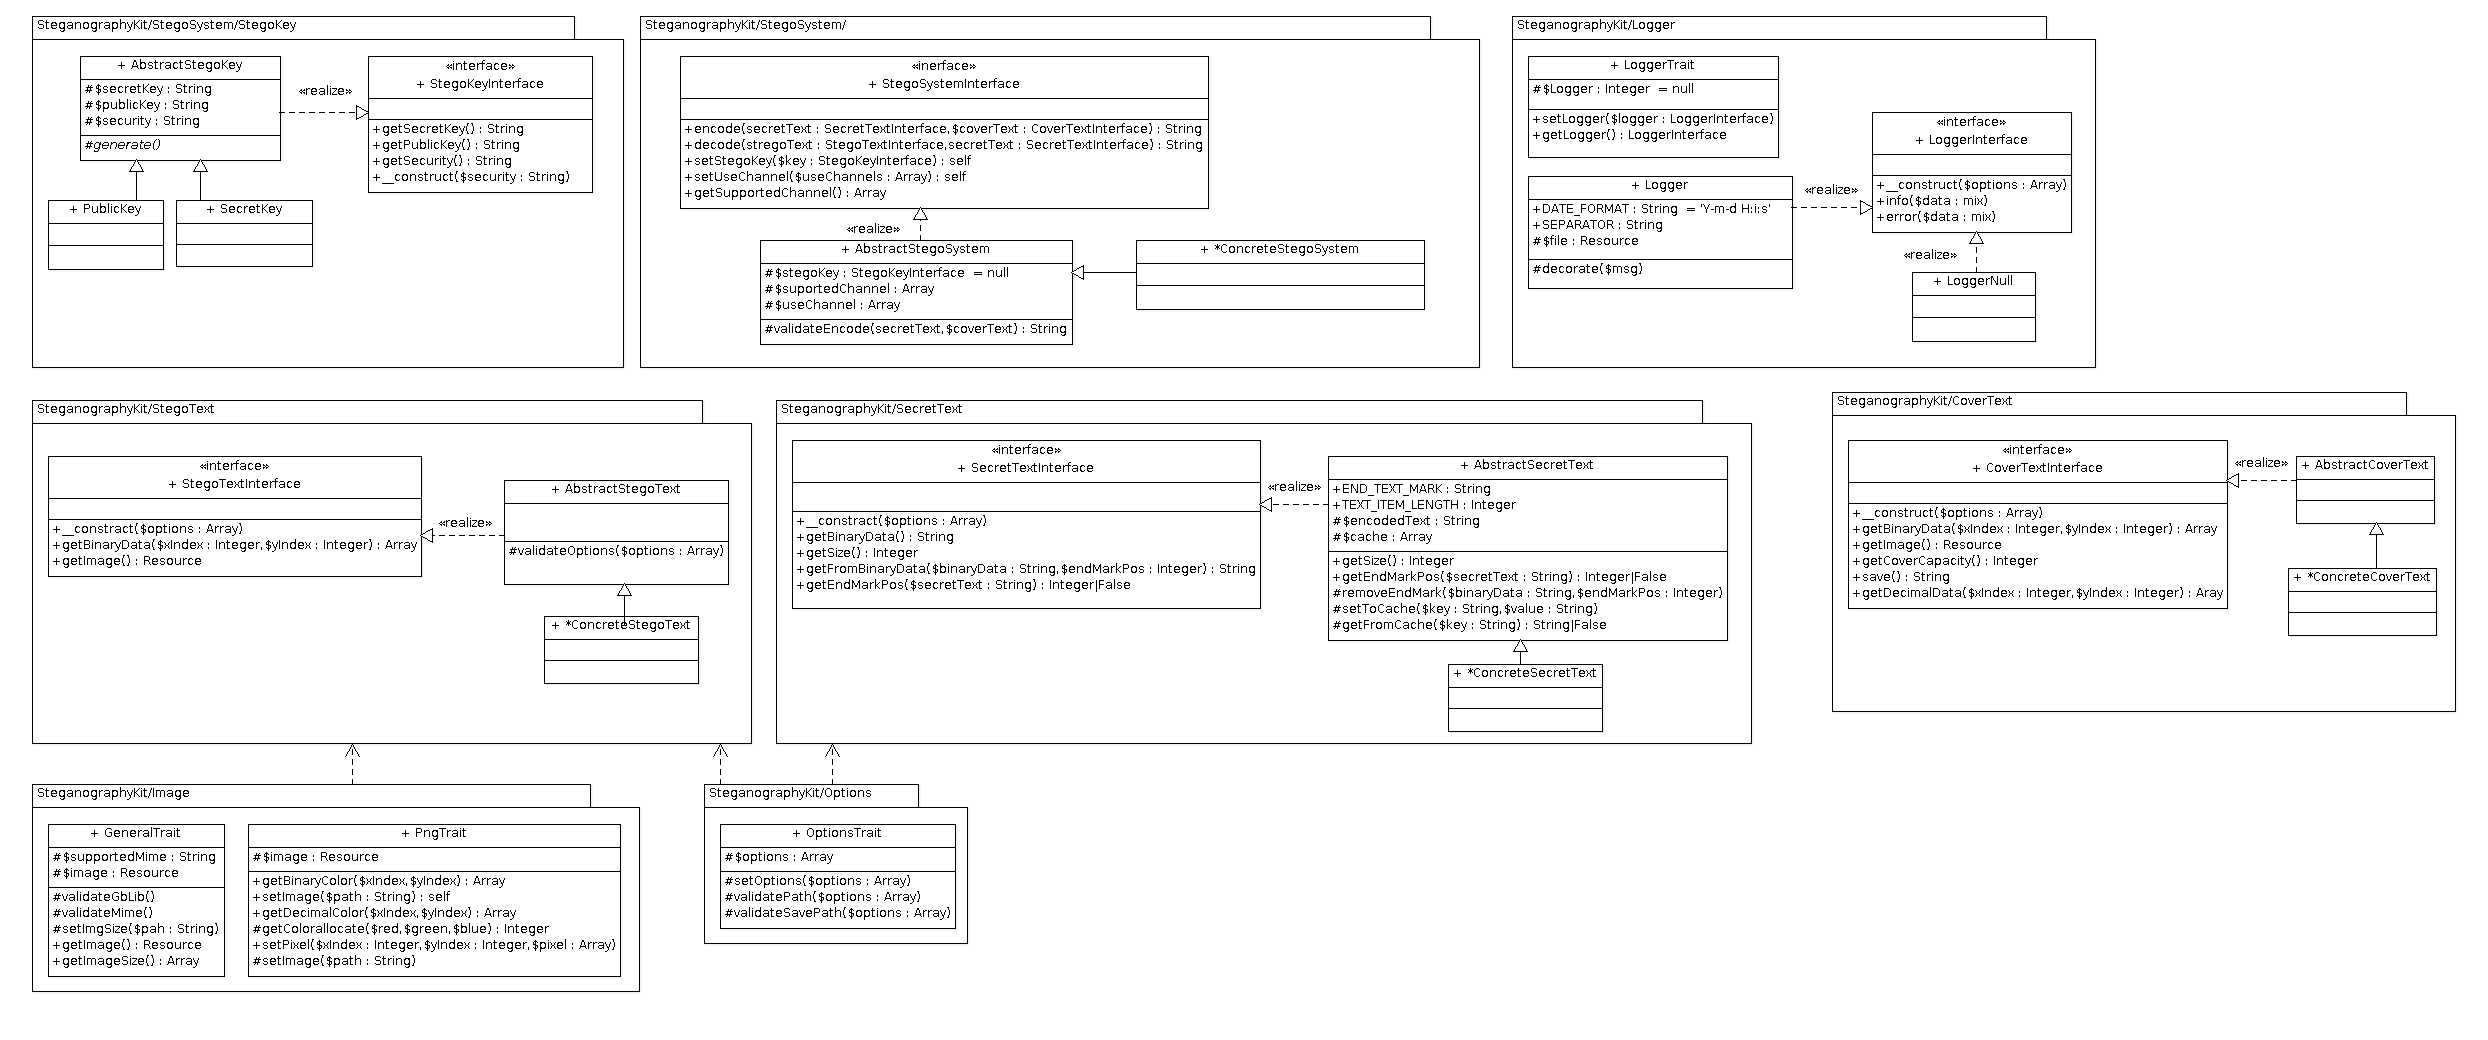 SteganographyKit/StegoSystem/StegoKey
+ AbstractStegoKey
#$secretKey : String
#$publicKey : String
#$security : String
#generate()
«realize»
«interface»
+ StegoKeyInterface
+getSecretKey() : String
+getPublicKey() : String
+getSecurity() : String
+__construct($security : String)
+ PublicKey
+ SecretKey
SteganographyKit/StegoSystem/
«inerface»
+ StegoSystemInterface
+encode(secretText : SecretTextInterface,$coverText : CoverTextInterface) : String
+decode(stregoText : StegoTextInterface,secretText : SecretTextInterface) : String
+setStegoKey($key : StegoKeyInterface) : self
+setUseChannel($useChannels : Array) : self
+getSupportedChannel() : Array
«realize»
+ AbstractStegoSystem
#$stegoKey : StegoKeyInterface = null
#$suportedChannel : Array
#$useChannel : Array
#validateEncode(secretText,$coverText) : String
+ *ConcreteStegoSystem
SteganographyKit/Logger
+ LoggerTrait
#$Logger : Integer = null
+setLogger($logger : LoggerInterface)
+getLogger() : LoggerInterface
+ Logger
+DATE_FORMAT : String = 'Y-m-d H:i:s'
+SEPARATOR : String
#$file : Resource
#decorate($msg)
«realize»
«interface»
+ LoggerInterface
+__construct($options : Array)
+info($data : mix)
+error($data : mix)
«realize»
+ LoggerNull
SteganographyKit/StegoText
«interface»
+ StegoTextInterface
+__construct($options : Array)
+getBinaryData($xIndex : Integer,$yIndex : Integer) : Array
+getImage() : Resource
«realize»
+ AbstractStegoText
#validateOptions($options : Array)
+ *ConcreteStegoText
SteganographyKit/SecretText
«interface»
+ SecretTextInterface
+__construct($options : Array)
+getBinaryData() : String
+getSize() : Integer
+getFromBinaryData($binaryData : String,$endMarkPos : Integer) : String
+getEndMarkPos($secretText : String) : Integer|False
«realize»
+ AbstractSecretText
+END_TEXT_MARK : String
+TEXT_ITEM_LENGTH : Integer
#$encodedText : String
#$cache : Array
+getSize() : Integer
+getEndMarkPos($secretText : String) : Integer|False
#removeEndMark($binaryData : String,$endMarkPos : Integer)
#setToCache($key : String,$value : String)
#getFromCache($key : String) : String|False
+ *ConcreteSecretText
SteganographyKit/CoverText
«interface»
+ CoverTextInterface
+__construct($options : Array)
+getBinaryData($xIndex : Integer,$yIndex : Integer) : Array
+getImage() : Resource
+getCoverCapacity() : Integer
+save() : String
+getDecimalData($xIndex : Integer,$yIndex : Integer) : Aray
«realize»
+ AbstractCoverText
+ *ConcreteCoverText
SteganographyKit/Image
+ GeneralTrait
#$supportedMime : String
#$image : Resource
#validateGbLib()
#validateMime()
#setImgSize($pah : String)
+getImage() : Resource
+getImageSize() : Array
+ PngTrait
#$image : Resource
+getBinaryColor($xIndex,$yIndex) : Array
+setImage($path : String) : self
+getDecimalColor($xIndex,$yIndex) : Array
#getColorallocate($red,$green,$blue) : Integer
+setPixel($xIndex : Integer,$yIndex : Integer,$pixel : Array)
#setImage($path : String)
SteganographyKit/Options
+ OptionsTrait
#$options : Array
#setOptions($options : Array)
#validatePath($options : Array)
#validateSavePath($options : Array)